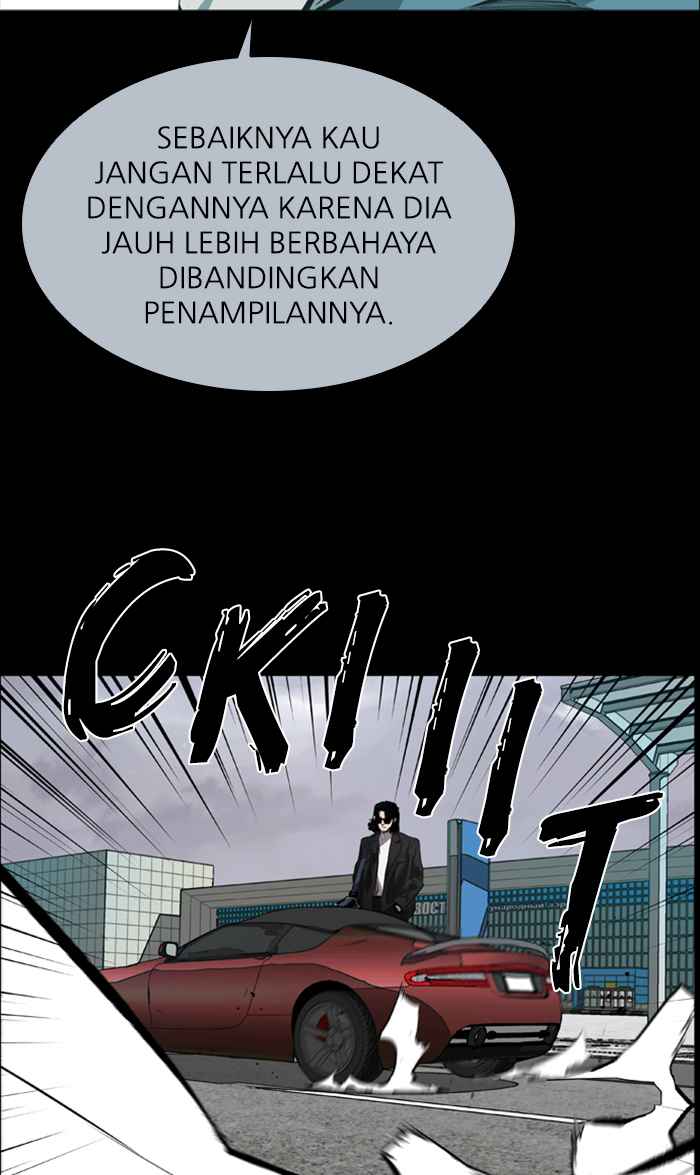 SEBAIKNYA KAU
JANGAN TERLALU DEKAT
DENGANNYA KARENA DIA
JAUH LEBIH BERBAHAYA
DIBANDINGKAN
PENAMPILANNYA.
CKIIIT